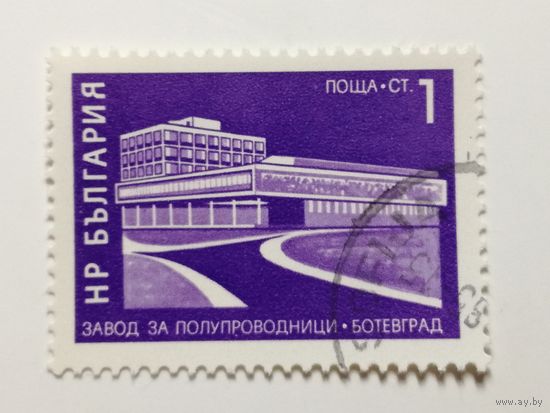 ПОЩА • СТ. 1
НР БЪЛГАРИЯ
ЗАВОД ЗА ПОЛУПРОВОДНИЦИ • БОТЕВГРАД
www.ay.by